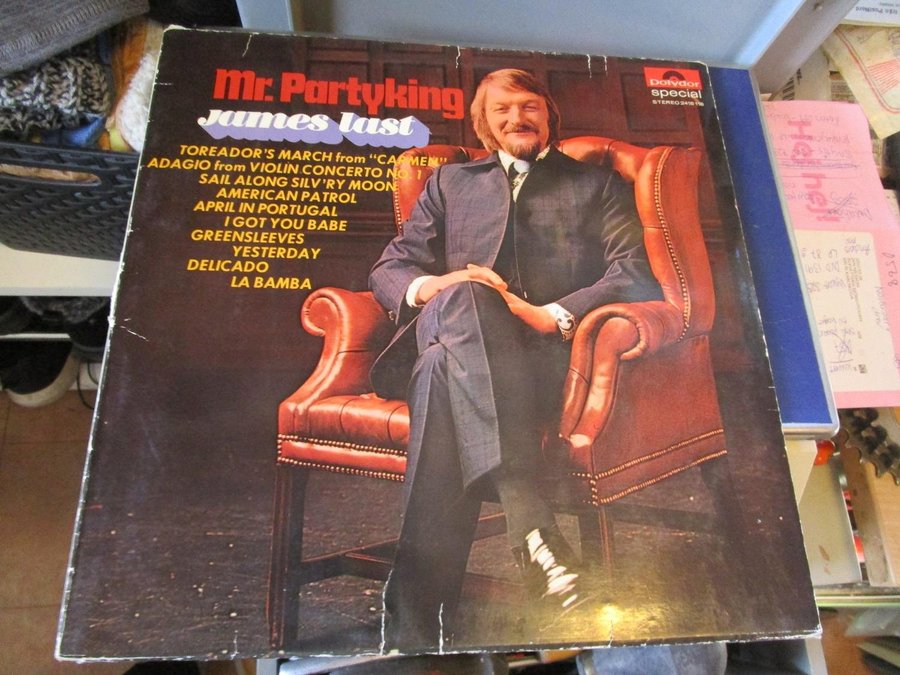 Mr. Partyking
james last
Polydor
special
TOREADOR'S MARCH from "CARMEN"
ADAGIO from VIOLIN CONCERTO NO. 1
SAIL ALONG SILV'RY MOON
AMERICAN PATROL
APRIL IN PORTUGAL
I GOT YOU BABE
GREENSLEEVES
YESTERDAY
DELICADO
LA BAMBA